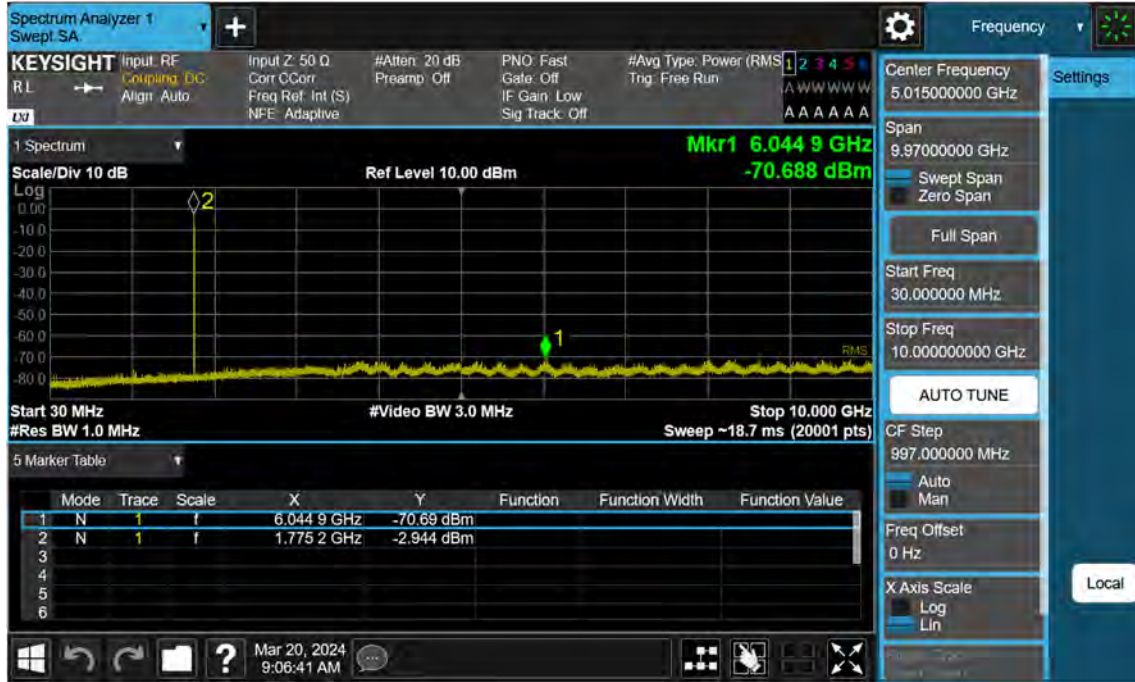 Spectrum Analyzer 1
Swept SA
+
Frequency
KEYSIGHT
RL
LXI
Input: RF
Coupling: DC
Align: Auto
Input Z: 50 Ω
Corr CCorr
Freq Ref: Int (S)
NFE: Adaptive
#Atten: 20 dB
Preamp: Off
PNO: Fast
Gate: Off
IF Gain: Low
Sig Track: Off
#Avg Type: Power (RMS
Trig: Free Run
1 2 3 4 5 6
A W W W W W
A A A A A A
1 Spectrum
Scale/Div 10 dB
Ref Level 10.00 dBm
Mkr1 6.044 9 GHz
-70.688 dBm
Log
0.00
-10.0
-20.0
-30.0
-40.0
-50.0
-60.0
-70.0
-80.0
2
1
RMS
Start 30 MHz
#Video BW 3.0 MHz
Stop 10.000 GHz
#Res BW 1.0 MHz
Sweep ~18.7 ms (20001 pts)
5 Marker Table
Mode Trace Scale X Y Function Function Width Function Value
1 N 1 f 6.044 9 GHz -70.69 dBm
2 N 1 f 1.775 2 GHz -2.944 dBm
3
4
5
6
Mar 20, 2024
9:06:41 AM
?
Center Frequency
5.015000000 GHz
Settings
Span
9.97000000 GHz
Swept Span
Zero Span
Full Span
Start Freq
30.000000 MHz
Stop Freq
10.000000000 GHz
AUTO TUNE
CF Step
997.000000 MHz
Auto
Man
Freq Offset
0 Hz
X Axis Scale
Log
Lin
Local